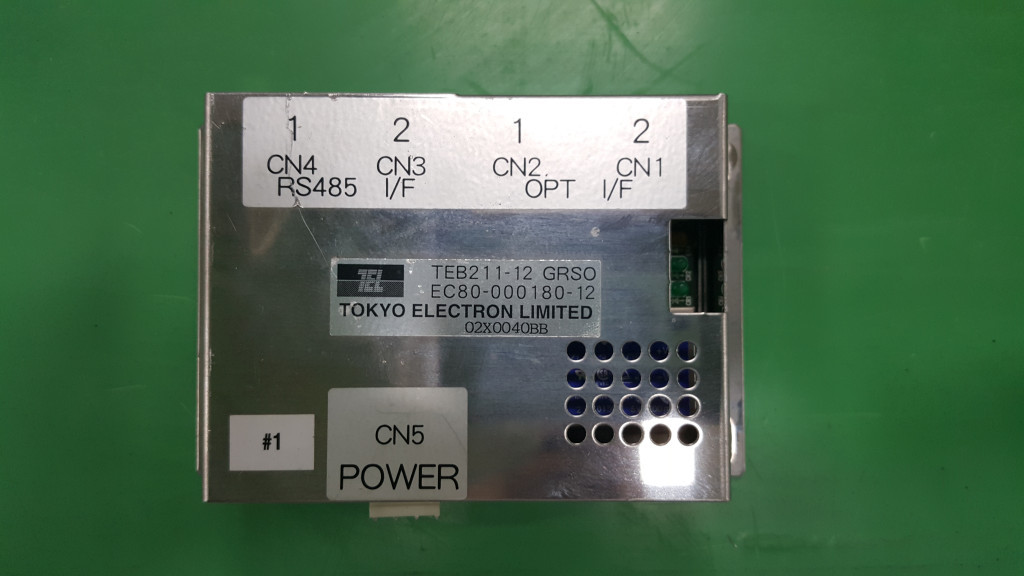 1 2 1 2
CN4 CN3 CN2 CN1
RS485 I/F OPT I/F
TEL
TEB211-12 GRSO
EC80-000180-12
TOKYO ELECTRON LIMITED
02X0040BB
#1
CN5
POWER